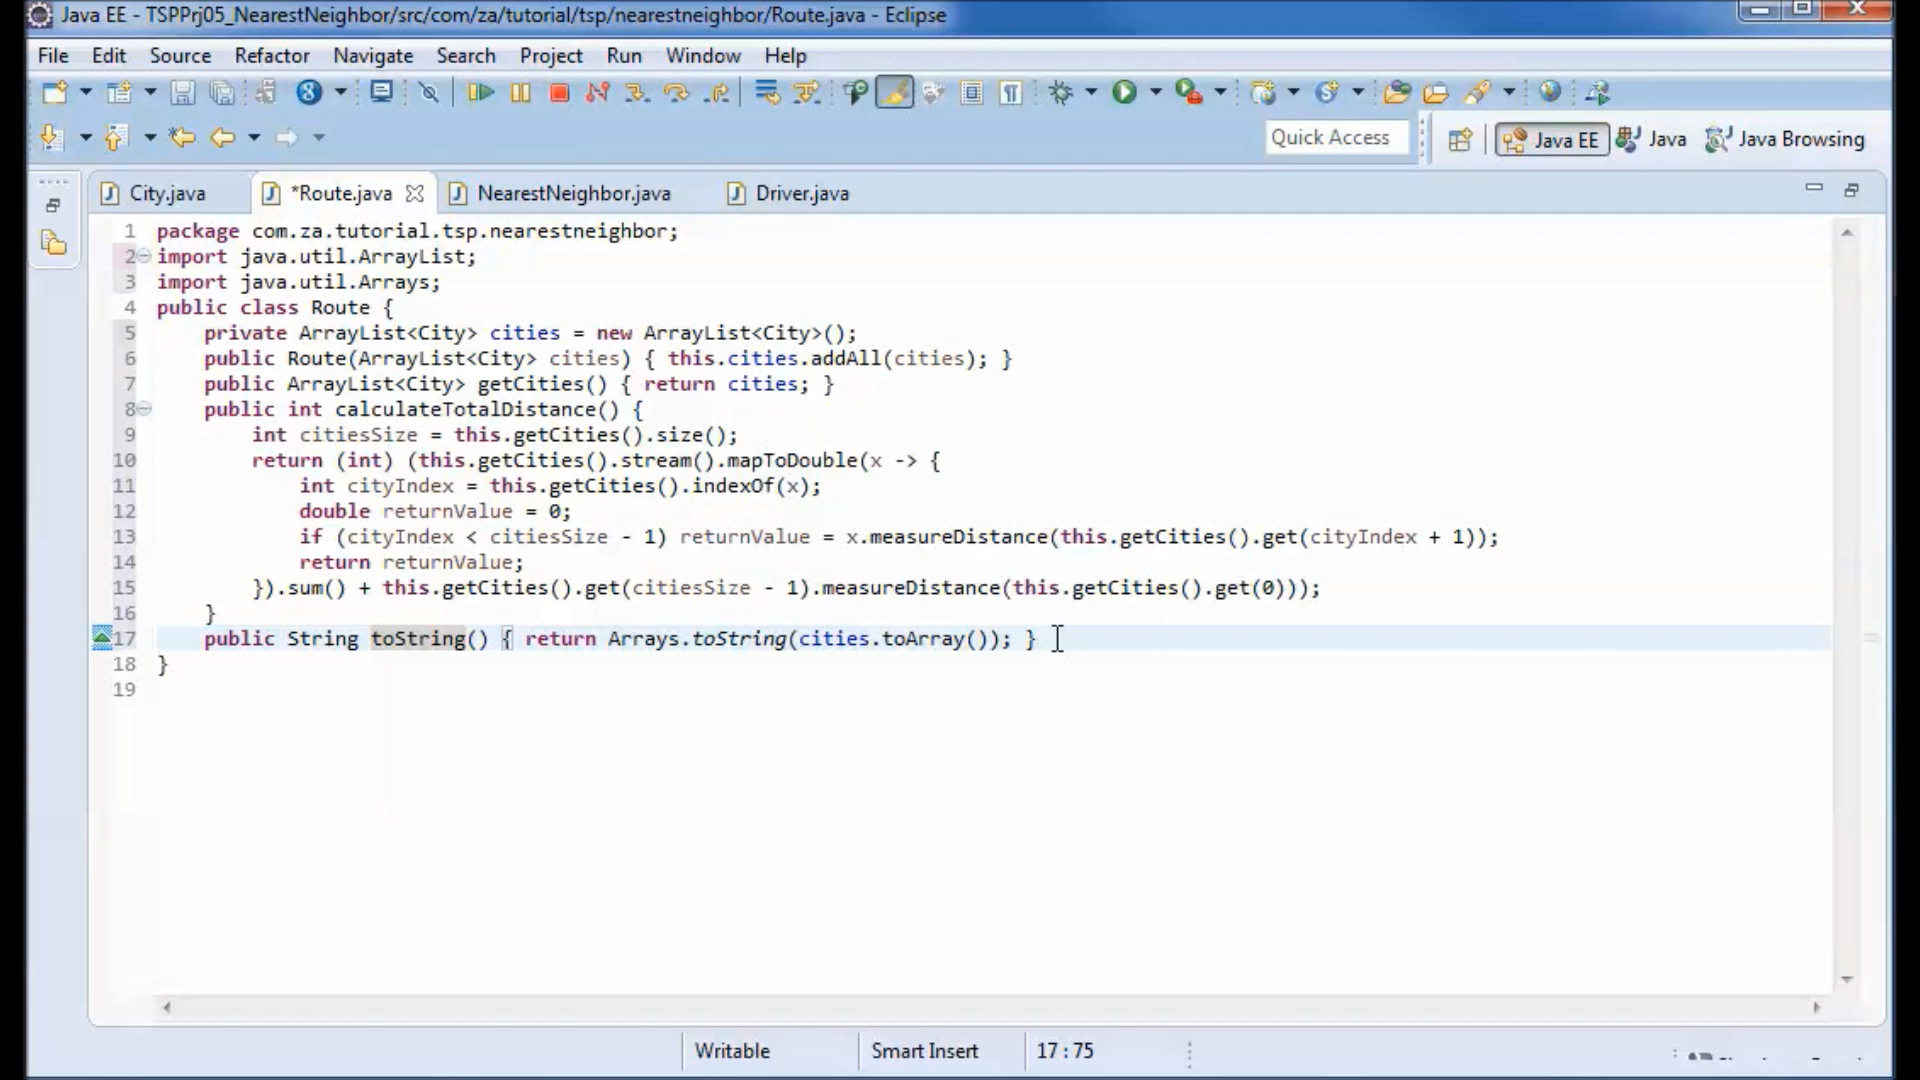 Java EE - TSPPrj05_NearestNeighbor/src/com/za/tutorial/tsp/nearestneighbor/Route.java - Eclipse
File Edit Source Refactor Navigate Search Project Run Window Help
Quick Access Java EE Java Java Browsing
City.java *Route.java NearestNeighbor.java Driver.java
1 package com.za.tutorial.tsp.nearestneighbor;
2 import java.util.ArrayList;
3 import java.util.Arrays;
4 public class Route {
5 private ArrayList<City> cities = new ArrayList<City>();
6 public Route(ArrayList<City> cities) { this.cities.addAll(cities); }
7 public ArrayList<City> getCities() { return cities; }
8 public int calculateTotalDistance() {
9 int citiesSize = this.getCities().size();
10 return (int) (this.getCities().stream().mapToDouble(x -> {
11 int cityIndex = this.getCities().indexOf(x);
12 double returnValue = 0;
13 if (cityIndex < citiesSize - 1) returnValue = x.measureDistance(this.getCities().get(cityIndex + 1));
14 return returnValue;
15 }).sum() + this.getCities().get(citiesSize - 1).measureDistance(this.getCities().get(0)));
16 }
17 public String toString() { return Arrays.toString(cities.toArray()); }
18 }
19
Writable Smart Insert 17 : 75